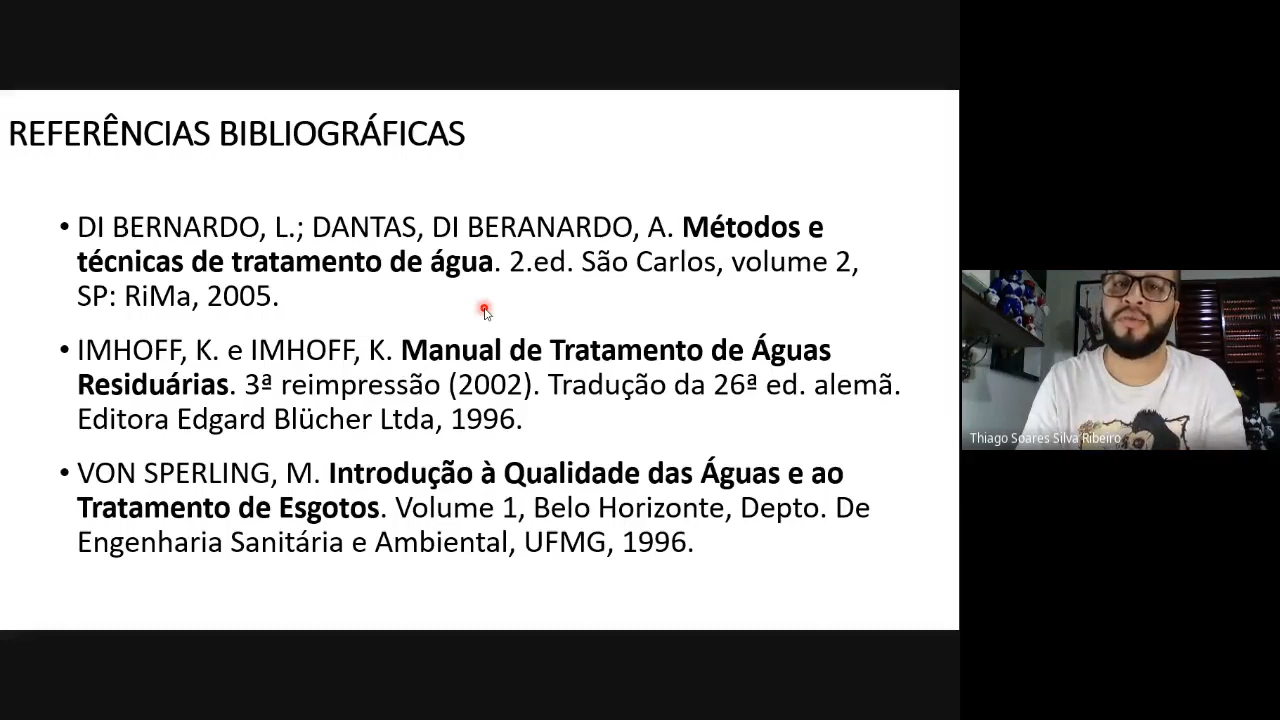 REFERÊNCIAS BIBLIOGRÁFICAS
• DI BERNARDO, L.; DANTAS, DI BERANARDO, A. Métodos e
técnicas de tratamento de água. 2.ed. São Carlos, volume 2,
SP: RiMa, 2005.
• IMHOFF, K. e IMHOFF, K. Manual de Tratamento de Águas
Residuárias. 3ª reimpressão (2002). Tradução da 26ª ed. alemã.
Editora Edgard Blücher Ltda, 1996.
• VON SPERLING, M. Introdução à Qualidade das Águas e ao
Tratamento de Esgotos. Volume 1, Belo Horizonte, Depto. De
Engenharia Sanitária e Ambiental, UFMG, 1996.
Thiago Soares Silva Ribeiro